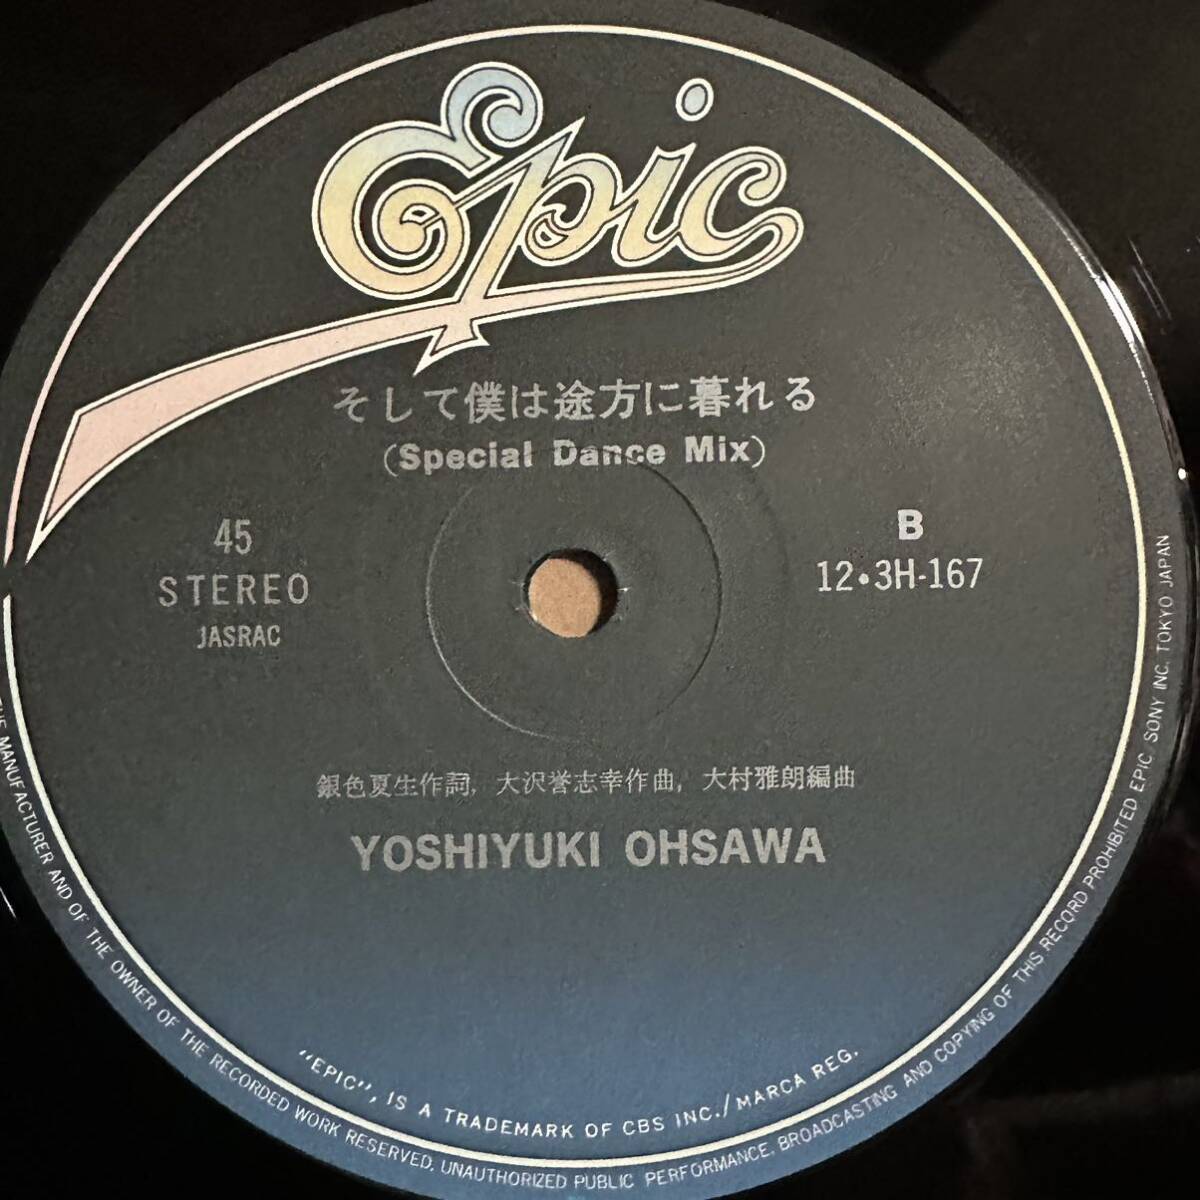 Epic
そして僕は途方に暮れる
(Special Dance Mix)
45
STEREO
JASRAC
B
12・3H-167
銀色夏生作詞, 大沢誉志幸作曲, 大村雅朗編曲
YOSHIYUKI OHSAWA
"EPIC", IS A TRADEMARK OF CBS INC./MARCA REG.
THE MANUFACTURER AND OF THE OWNER OF THE RECORDED WORK RESERVED. UNAUTHORIZED PUBLIC PERFORMANCE, BROADCASTING AND COPYING OF THIS RECORD PROHIBITED EPIC SONY INC. TOKYO JAPAN